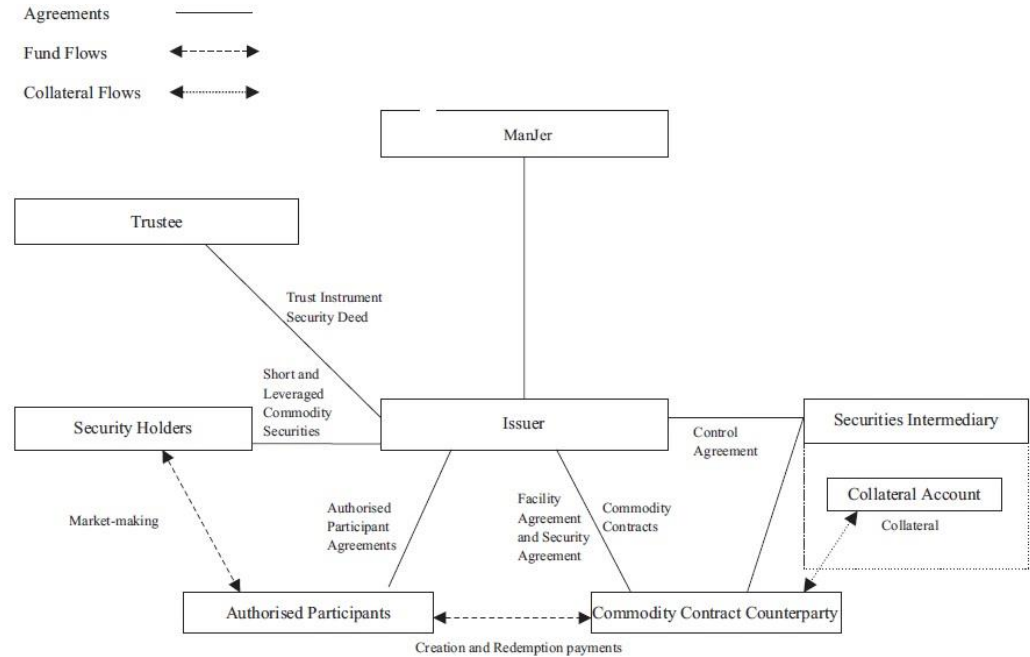 Agreements
Fund Flows
Collateral Flows
ManJer
Trustee
Trust Instrument
Security Deed
Short and
Leveraged
Commodity
Securities
Security Holders
Issuer
Control
Agreement
Securities Intermediary
Collateral Account
Collateral
Market-making
Authorised
Participant
Agreements
Facility
Agreement
and Security
Agreement
Commodity
Contracts
Authorised Participants
Commodity Contract Counterparty
Creation and Redemption payments